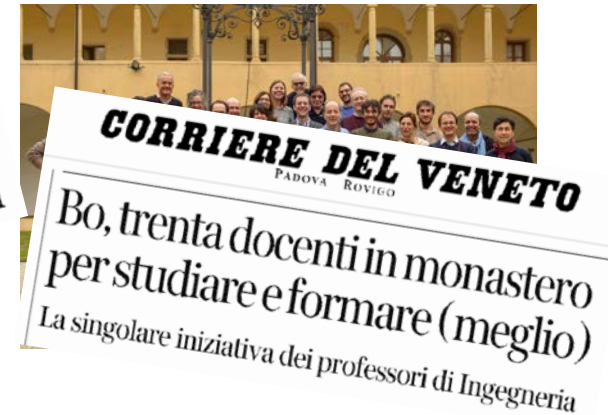 CORRIERE DEL VENETO
PADOVA ROVIGO
Bo, trenta docenti in monastero
per studiare e formare (meglio)
La singolare iniziativa dei professori di Ingegneria